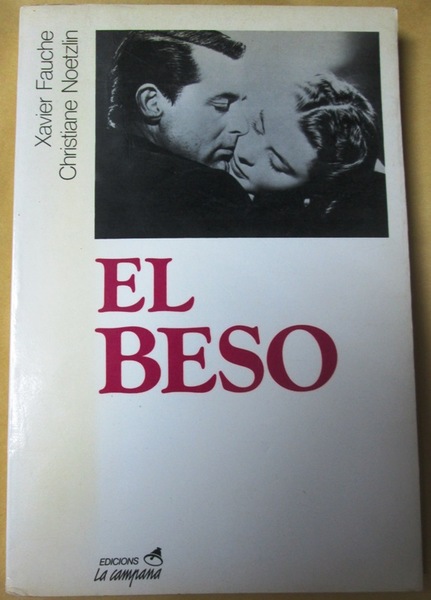 Xavier Fauche
Christiane Noetzlin
EL
BESO
EDICIONS
La campana